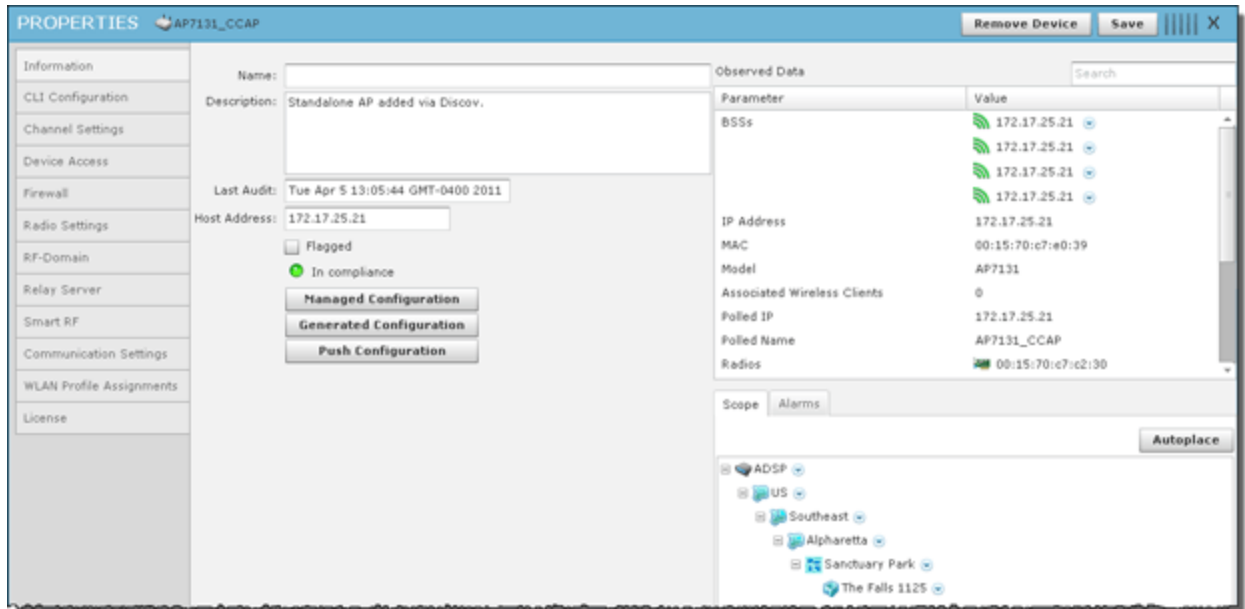 PROPERTIES AP7131_CCAP Remove Device Save X
Information
CLI Configuration
Channel Settings
Device Access
Firewall
Radio Settings
RF-Domain
Relay Server
Smart RF
Communication Settings
WLAN Profile Assignments
License
Name:
Description: Standalone AP added via Discov.
Last Audit: Tue Apr 5 13:05:44 GMT-0400 2011
Host Address: 172.17.25.21
Flagged
In compliance
Managed Configuration
Generated Configuration
Push Configuration
Observed Data Search
Parameter Value
BSSs 172.17.25.21
172.17.25.21
172.17.25.21
172.17.25.21
IP Address 172.17.25.21
MAC 00:15:70:c7:e0:39
Model AP7131
Associated Wireless Clients 0
Polled IP 172.17.25.21
Polled Name AP7131_CCAP
Radios 00:15:70:c7:c2:30
Scope Alarms
Autoplace
ADSP
US
Southeast
Alpharetta
Sanctuary Park
The Falls 1125